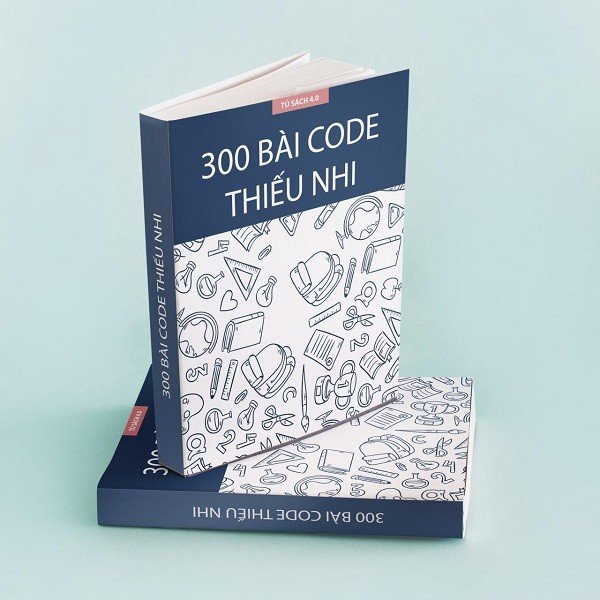 TỦ SÁCH 4.0
300 BÀI CODE
THIẾU NHI
300 BÀI CODE THIẾU NHI
300 BÀI CODE THIẾU NHI